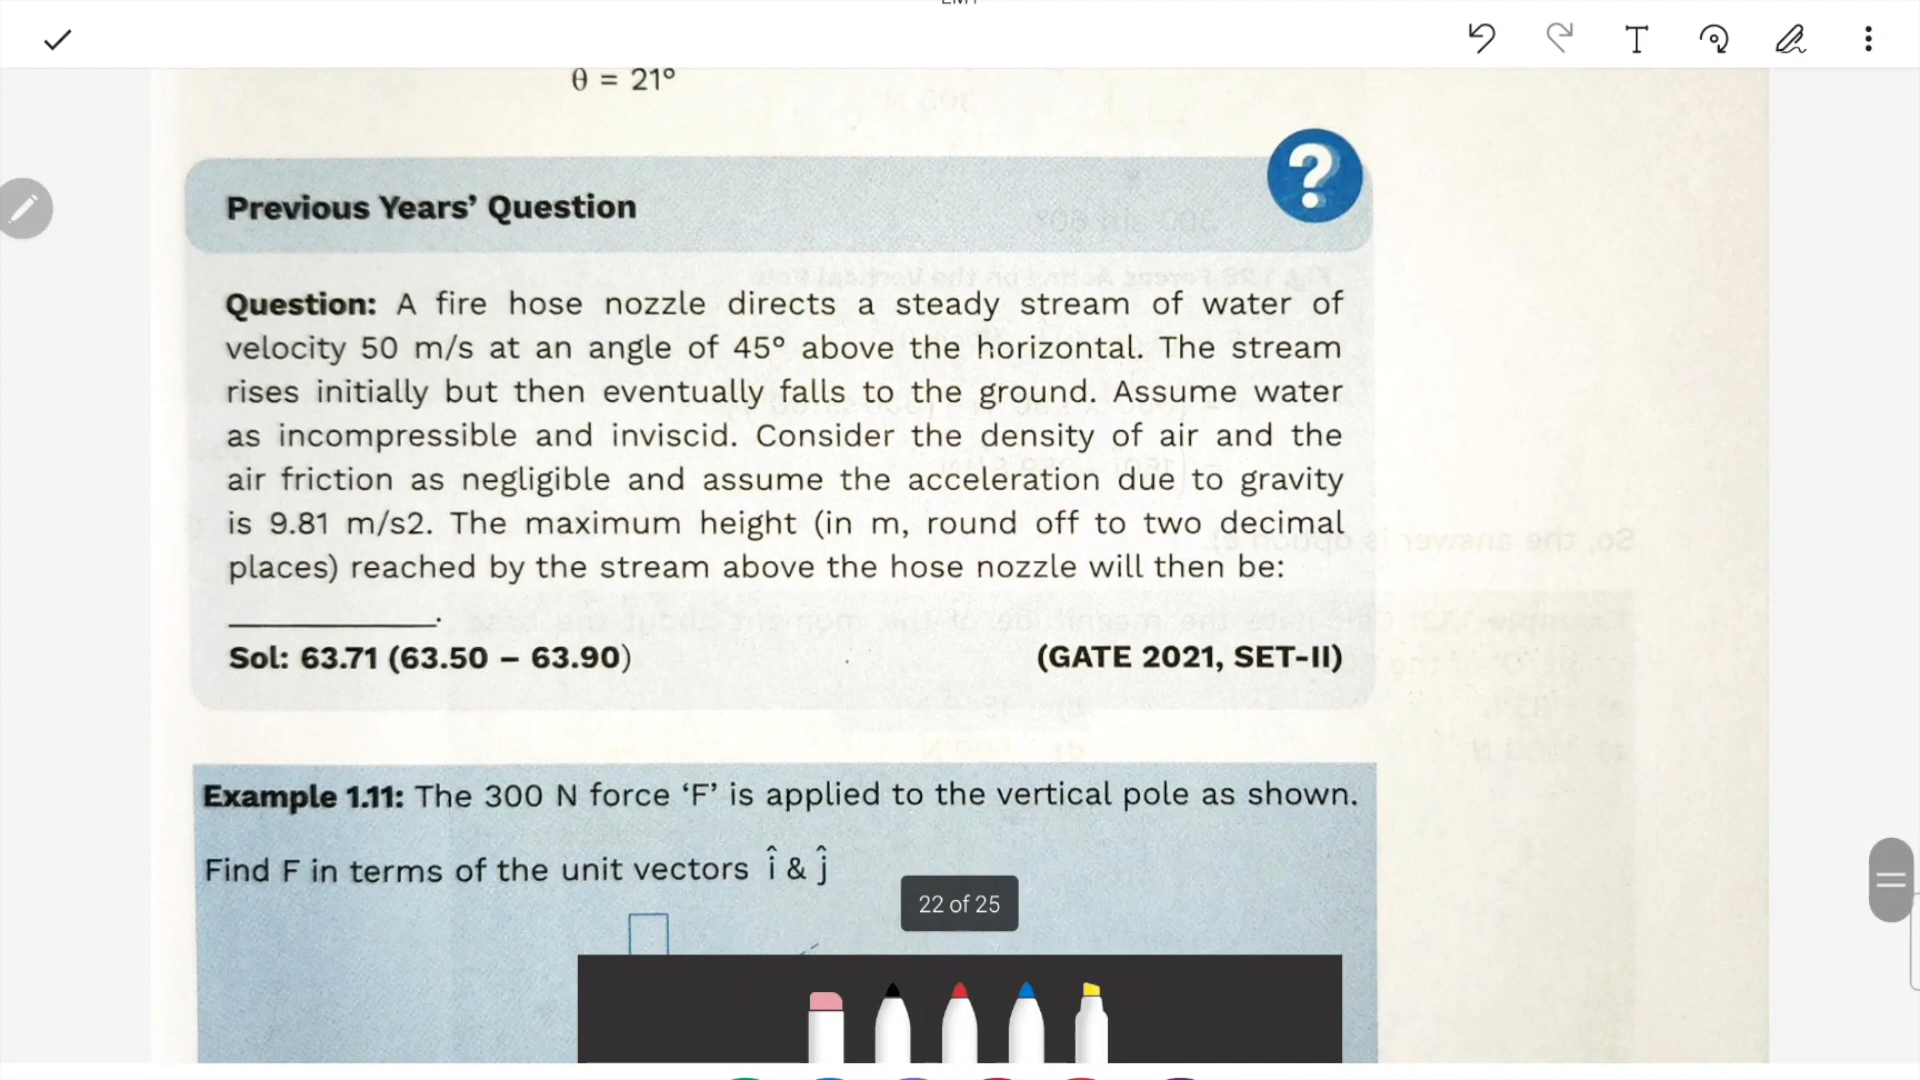 θ = 21°
Previous Years' Question
?
Question: A fire hose nozzle directs a steady stream of water of
velocity 50 m/s at an angle of 45° above the horizontal. The stream
rises initially but then eventually falls to the ground. Assume water
as incompressible and inviscid. Consider the density of air and the
air friction as negligible and assume the acceleration due to gravity
is 9.81 m/s2. The maximum height (in m, round off to two decimal
places) reached by the stream above the hose nozzle will then be:
____________.
Sol: 63.71 (63.50 – 63.90) (GATE 2021, SET-II)
Example 1.11: The 300 N force ‘F’ is applied to the vertical pole as shown.
Find F in terms of the unit vectors î & ĵ
22 of 25